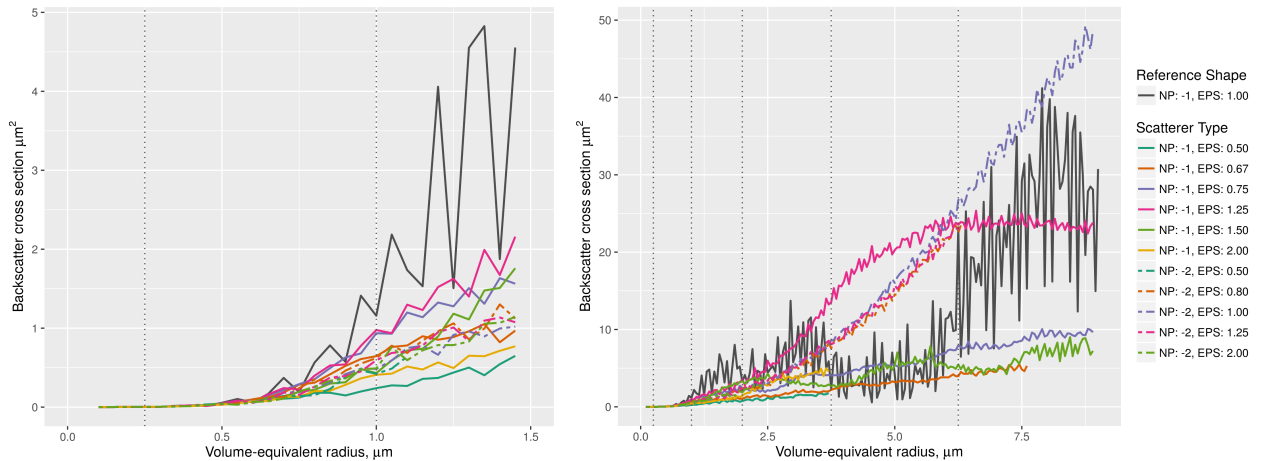 5
4
3
2
1
0
Backscatter cross section μm²
0.0 0.5 1.0 1.5
Volume-equivalent radius, μm
50
40
30
20
10
0
Backscatter cross section μm²
0.0 2.5 5.0 7.5
Volume-equivalent radius, μm
Reference Shape
NP: -1, EPS: 1.00
Scatterer Type
NP: -1, EPS: 0.50
NP: -1, EPS: 0.67
NP: -1, EPS: 0.75
NP: -1, EPS: 1.25
NP: -1, EPS: 1.50
NP: -1, EPS: 2.00
NP: -2, EPS: 0.50
NP: -2, EPS: 0.80
NP: -2, EPS: 1.00
NP: -2, EPS: 1.25
NP: -2, EPS: 2.00